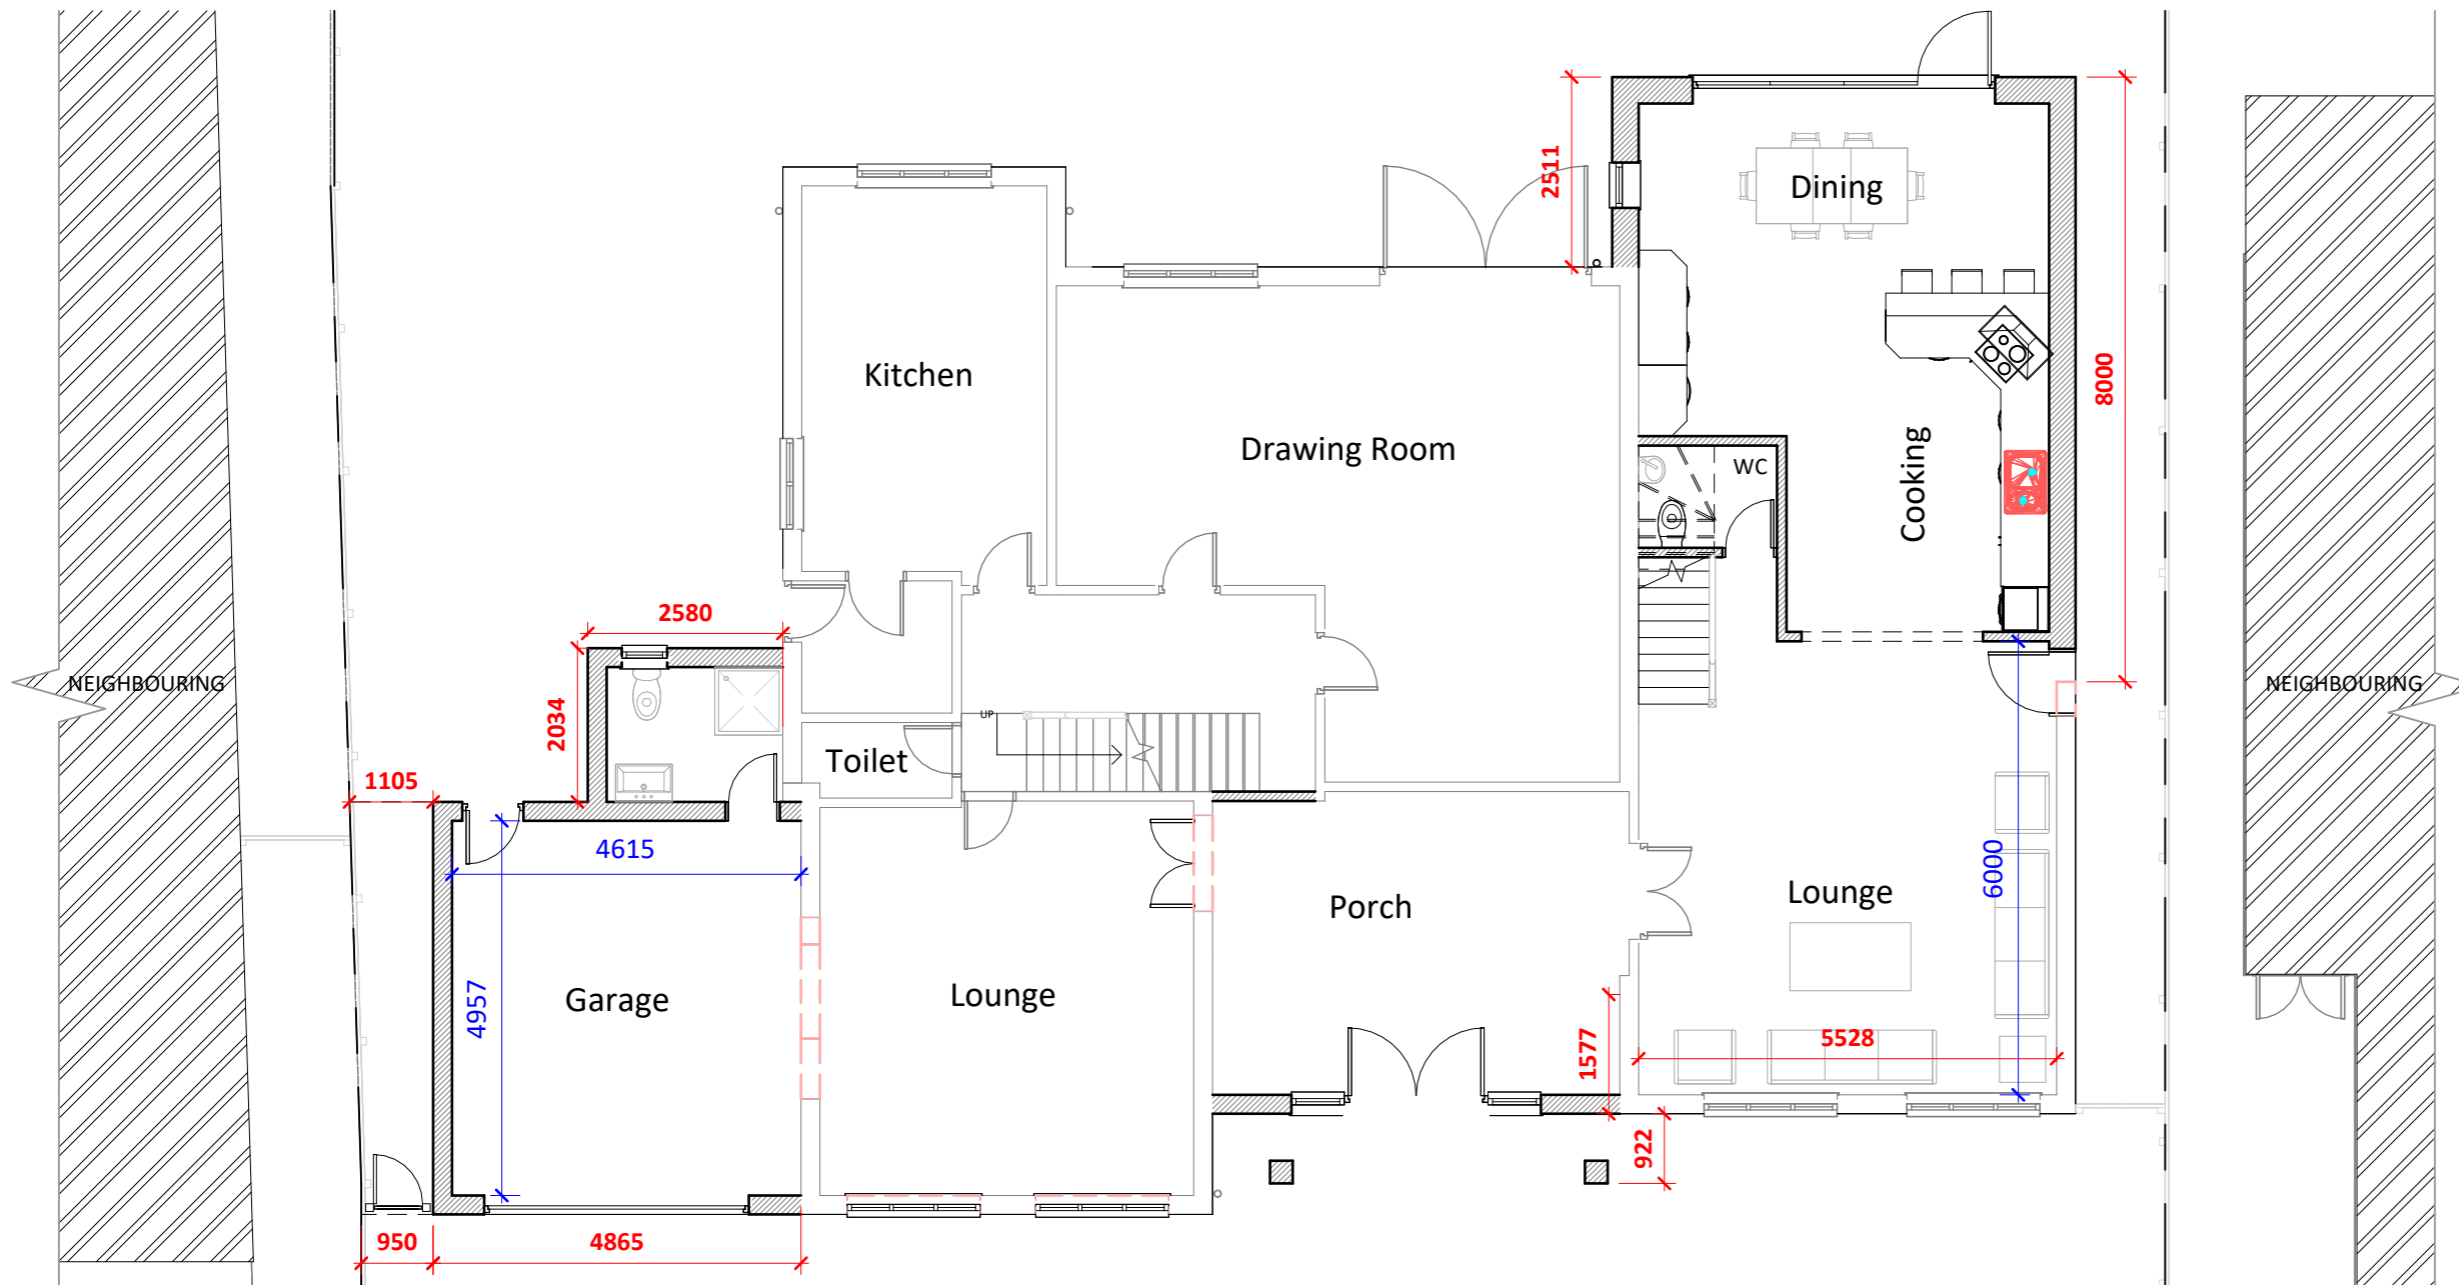 2511
Dining
8000
Kitchen
Drawing Room
WC
Cooking
2580
NEIGHBOURING
NEIGHBOURING
2034
UP
Toilet
1105
4615
6000
Lounge
Porch
4957
Garage
Lounge
1577
5528
922
950
4865